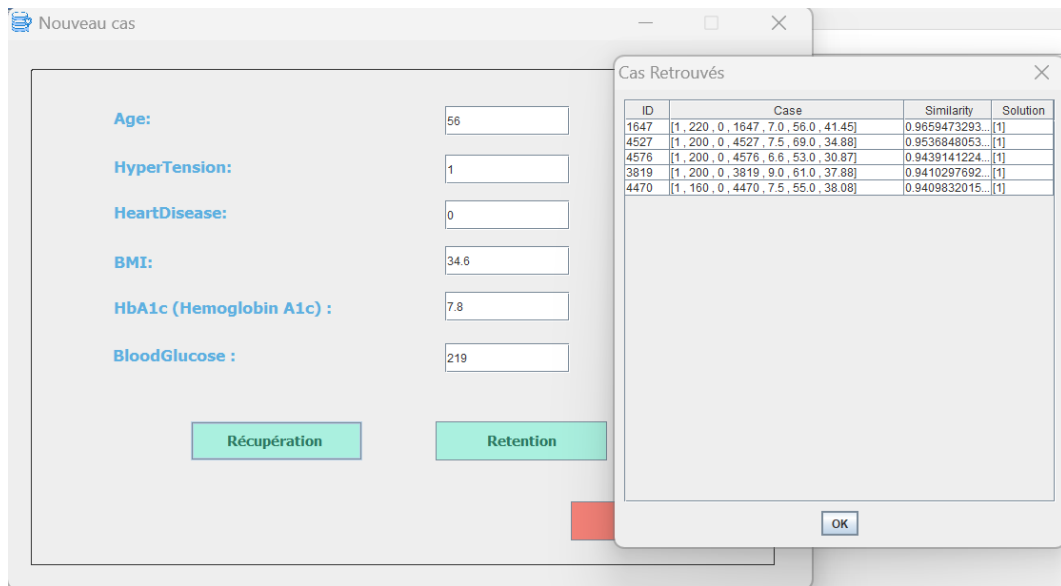 Nouveau cas
Age: 56
HyperTension: 1
HeartDisease: 0
BMI: 34.6
HbA1c (Hemoglobin A1c) : 7.8
BloodGlucose : 219
Récupération Retention
Cas Retrouvés
ID Case Similarity Solution
1647 [1 , 220 , 0 , 1647 , 7.0 , 56.0 , 41.45] 0.9659473293... [1]
4527 [1 , 200 , 0 , 4527 , 7.5 , 69.0 , 34.88] 0.9536848053... [1]
4576 [1 , 200 , 0 , 4576 , 6.6 , 53.0 , 30.87] 0.9439141224... [1]
3819 [1 , 200 , 0 , 3819 , 9.0 , 61.0 , 37.88] 0.9410297692... [1]
4470 [1 , 160 , 0 , 4470 , 7.5 , 55.0 , 38.08] 0.9409832015... [1]
OK